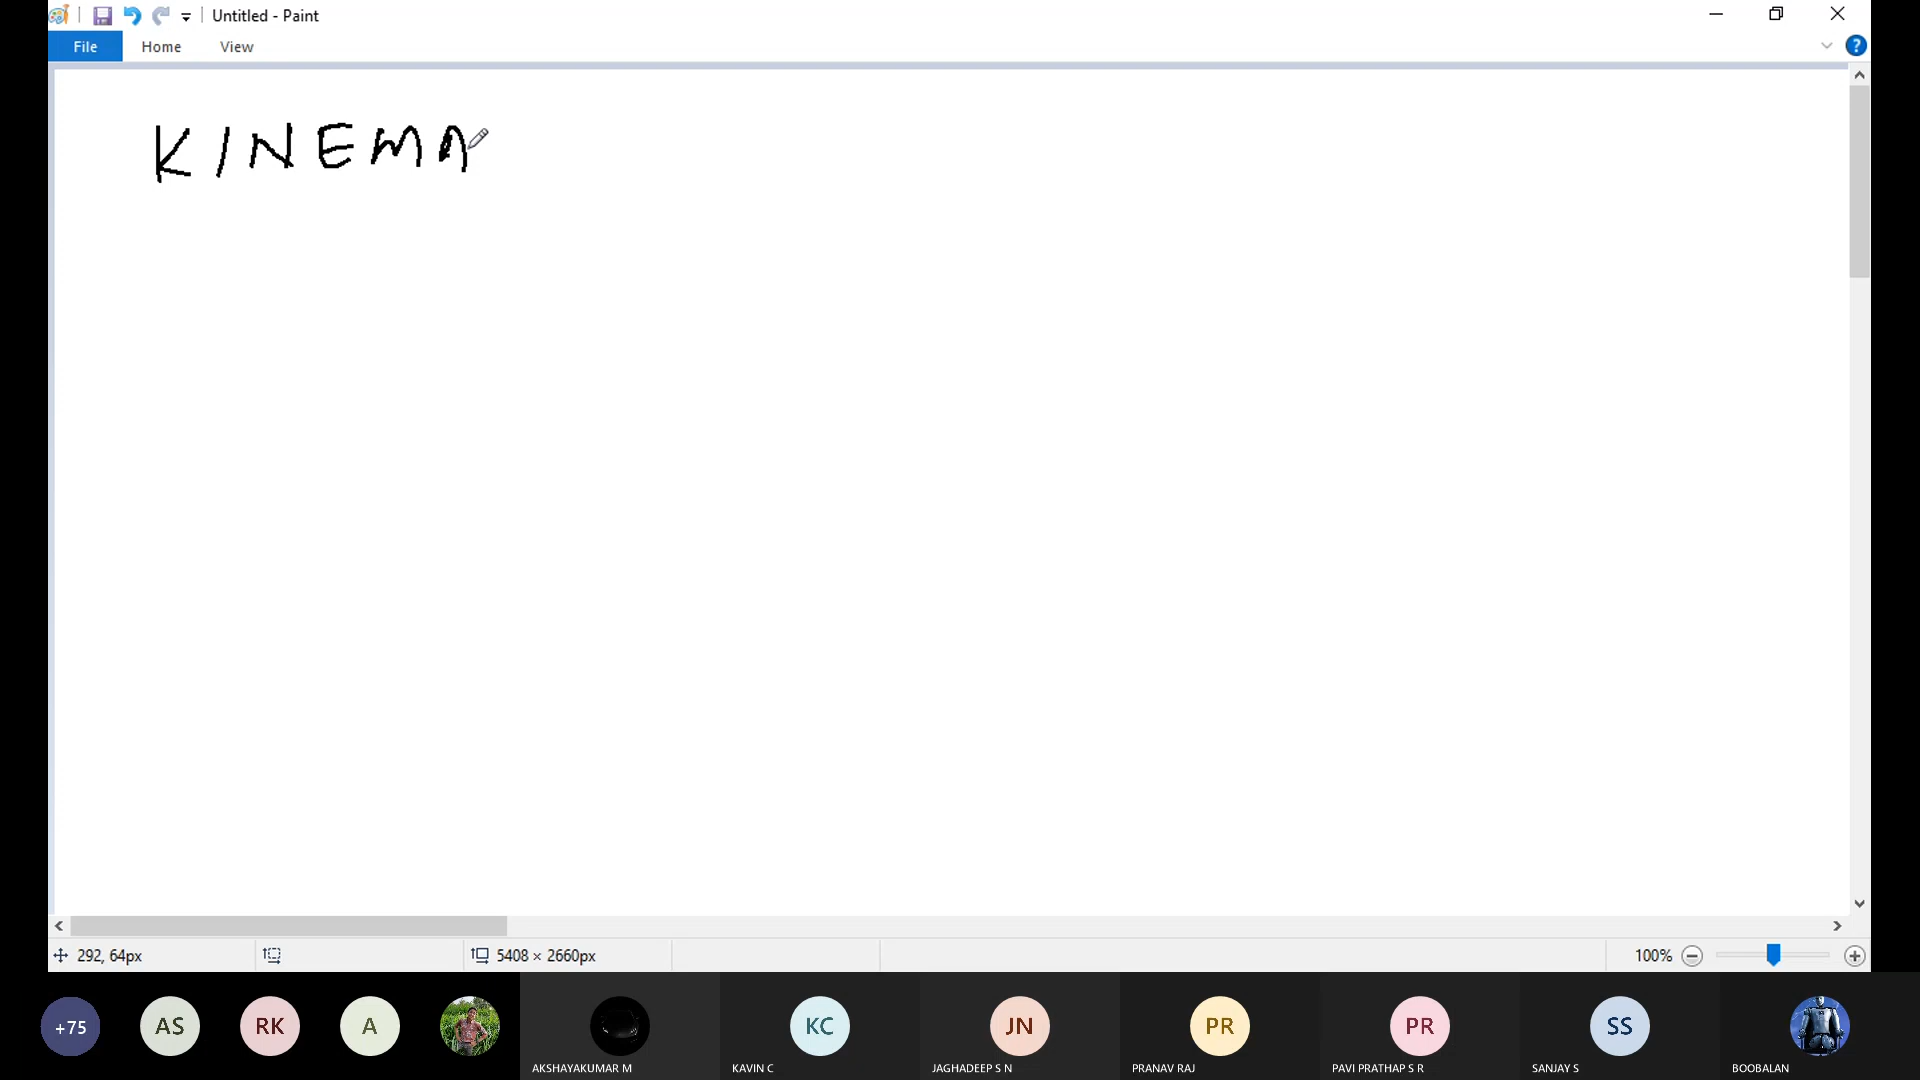 Untitled - Paint
File Home View
KINEMA
292, 64px 5408 × 2660px 100%
+75 AS RK A KC JN PR PR SS
AKSHAYAKUMAR M KAVIN C JAGHADEEP S N PRANAV RAJ PAVI PRATHAP S R SANJAY S BOOBALAN